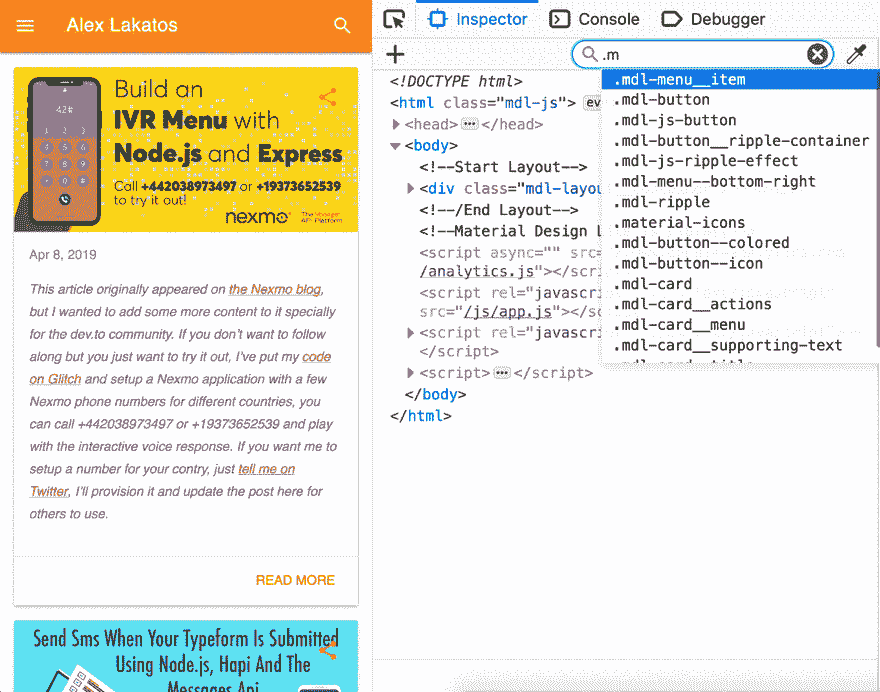 Alex Lakatos
Build an
IVR Menu with
Node.js and Express
Call +442038973497 or +19373652539
to try it out!
nexmo
The Vonage
API Platform
Apr 8, 2019
This article originally appeared on the Nexmo blog,
but I wanted to add some more content to it specially
for the dev.to community. If you don't want to follow
along but you just want to try it out, I've put my code
on Glitch and setup a Nexmo application with a few
Nexmo phone numbers for different countries, you
can call +442038973497 or +19373652539 and play
with the interactive voice response. If you want me to
setup a number for your contry, just tell me on
Twitter, I'll provision it and update the post here for
others to use.
READ MORE
Send Sms When Your Typeform Is Submitted
Using Node.js, Hapi And The
Messages Api
Inspector
Console
Debugger
.m
<!DOCTYPE html>
<html class="mdl-js"> ev
<head> ••• </head>
<body>
<!--Start Layout-->
<div class="mdl-layou
<!--/End Layout-->
<!--Material Design L
<script async="" src=
/analytics.js"></scri
<script rel="javascri
src="/js/app.js"></sc
<script rel="javascri
</script>
<script> ••• </script>
</body>
</html>
.mdl-menu__item
.mdl-button
.mdl-js-button
.mdl-button__ripple-container
.mdl-js-ripple-effect
.mdl-menu--bottom-right
.mdl-ripple
.material-icons
.mdl-button--colored
.mdl-button--icon
.mdl-card
.mdl-card__actions
.mdl-card__menu
.mdl-card__supporting-text